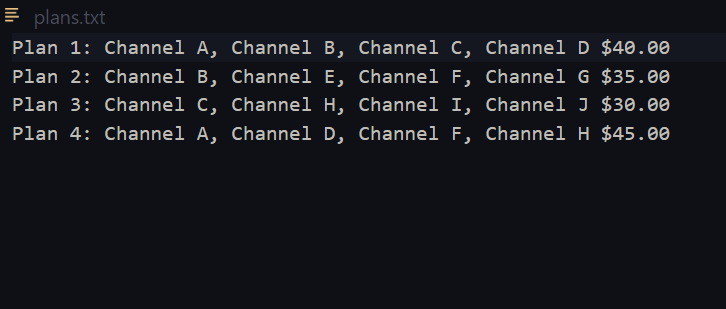 plans.txt
Plan 1: Channel A, Channel B, Channel C, Channel D $40.00
Plan 2: Channel B, Channel E, Channel F, Channel G $35.00
Plan 3: Channel C, Channel H, Channel I, Channel J $30.00
Plan 4: Channel A, Channel D, Channel F, Channel H $45.00